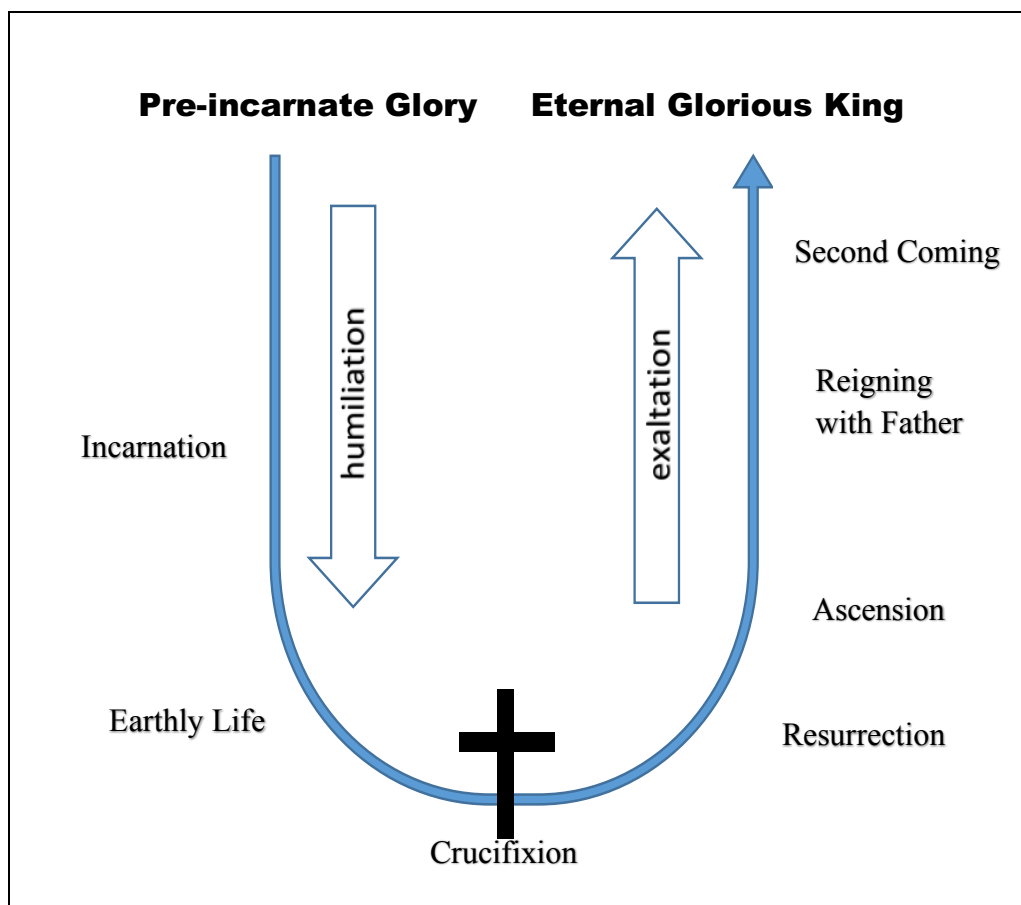 Pre-incarnate Glory
Eternal Glorious King
humiliation
exaltation
Second Coming
Reigning
with Father
Incarnation
Ascension
Earthly Life
Resurrection
Crucifixion